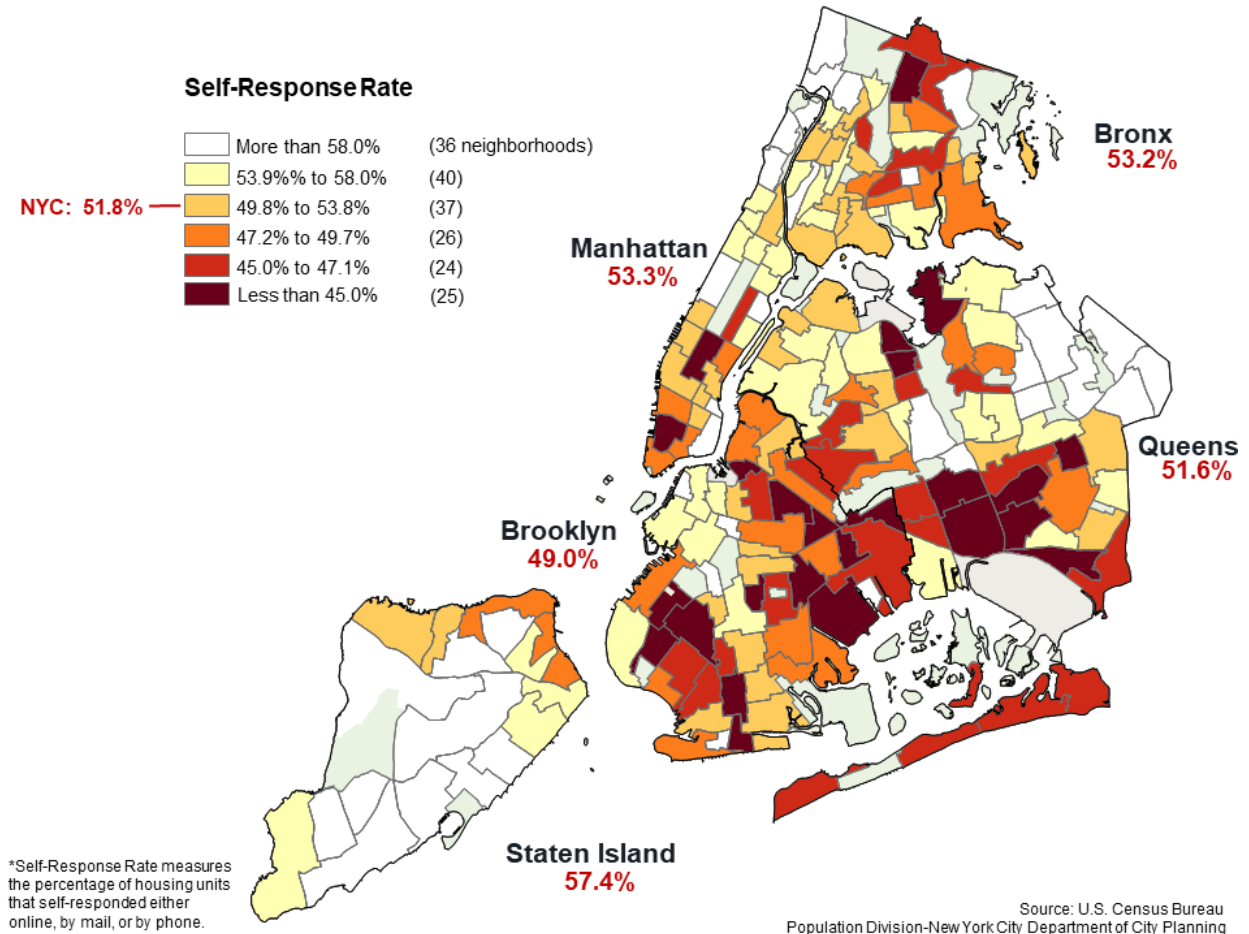 Self-Response Rate
More than 58.0% (36 neighborhoods)
53.9%% to 58.0% (40)
NYC: 51.8%
49.8% to 53.8% (37)
47.2% to 49.7% (26)
45.0% to 47.1% (24)
Less than 45.0% (25)
Bronx
53.2%
Manhattan
53.3%
Queens
51.6%
Brooklyn
49.0%
Staten Island
57.4%
*Self-Response Rate measures
the percentage of housing units
that self-responded either
online, by mail, or by phone.
Source: U.S. Census Bureau
Population Division-New York City Department of City Planning